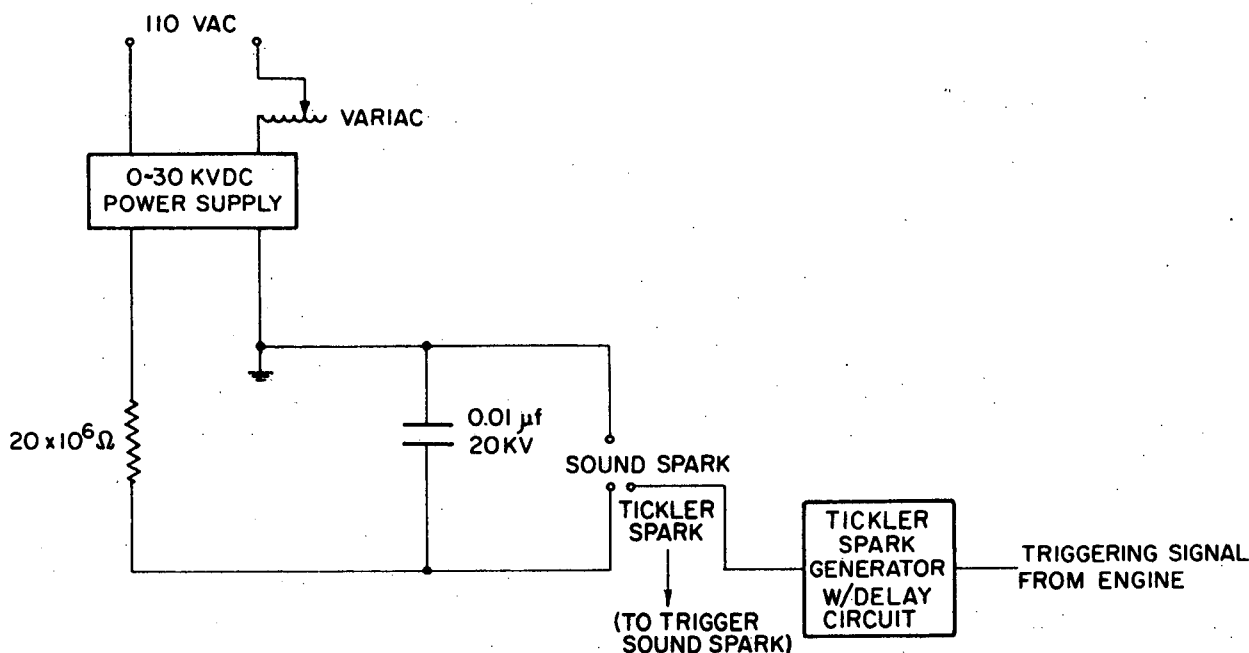 110 VAC
VARIAC
0~30 KVDC
POWER SUPPLY
20 x 10⁶ Ω
0.01 µf
20 KV
SOUND SPARK
TICKLER
SPARK
(TO TRIGGER
SOUND SPARK)
TICKLER
SPARK
GENERATOR
W/DELAY
CIRCUIT
TRIGGERING SIGNAL
FROM ENGINE